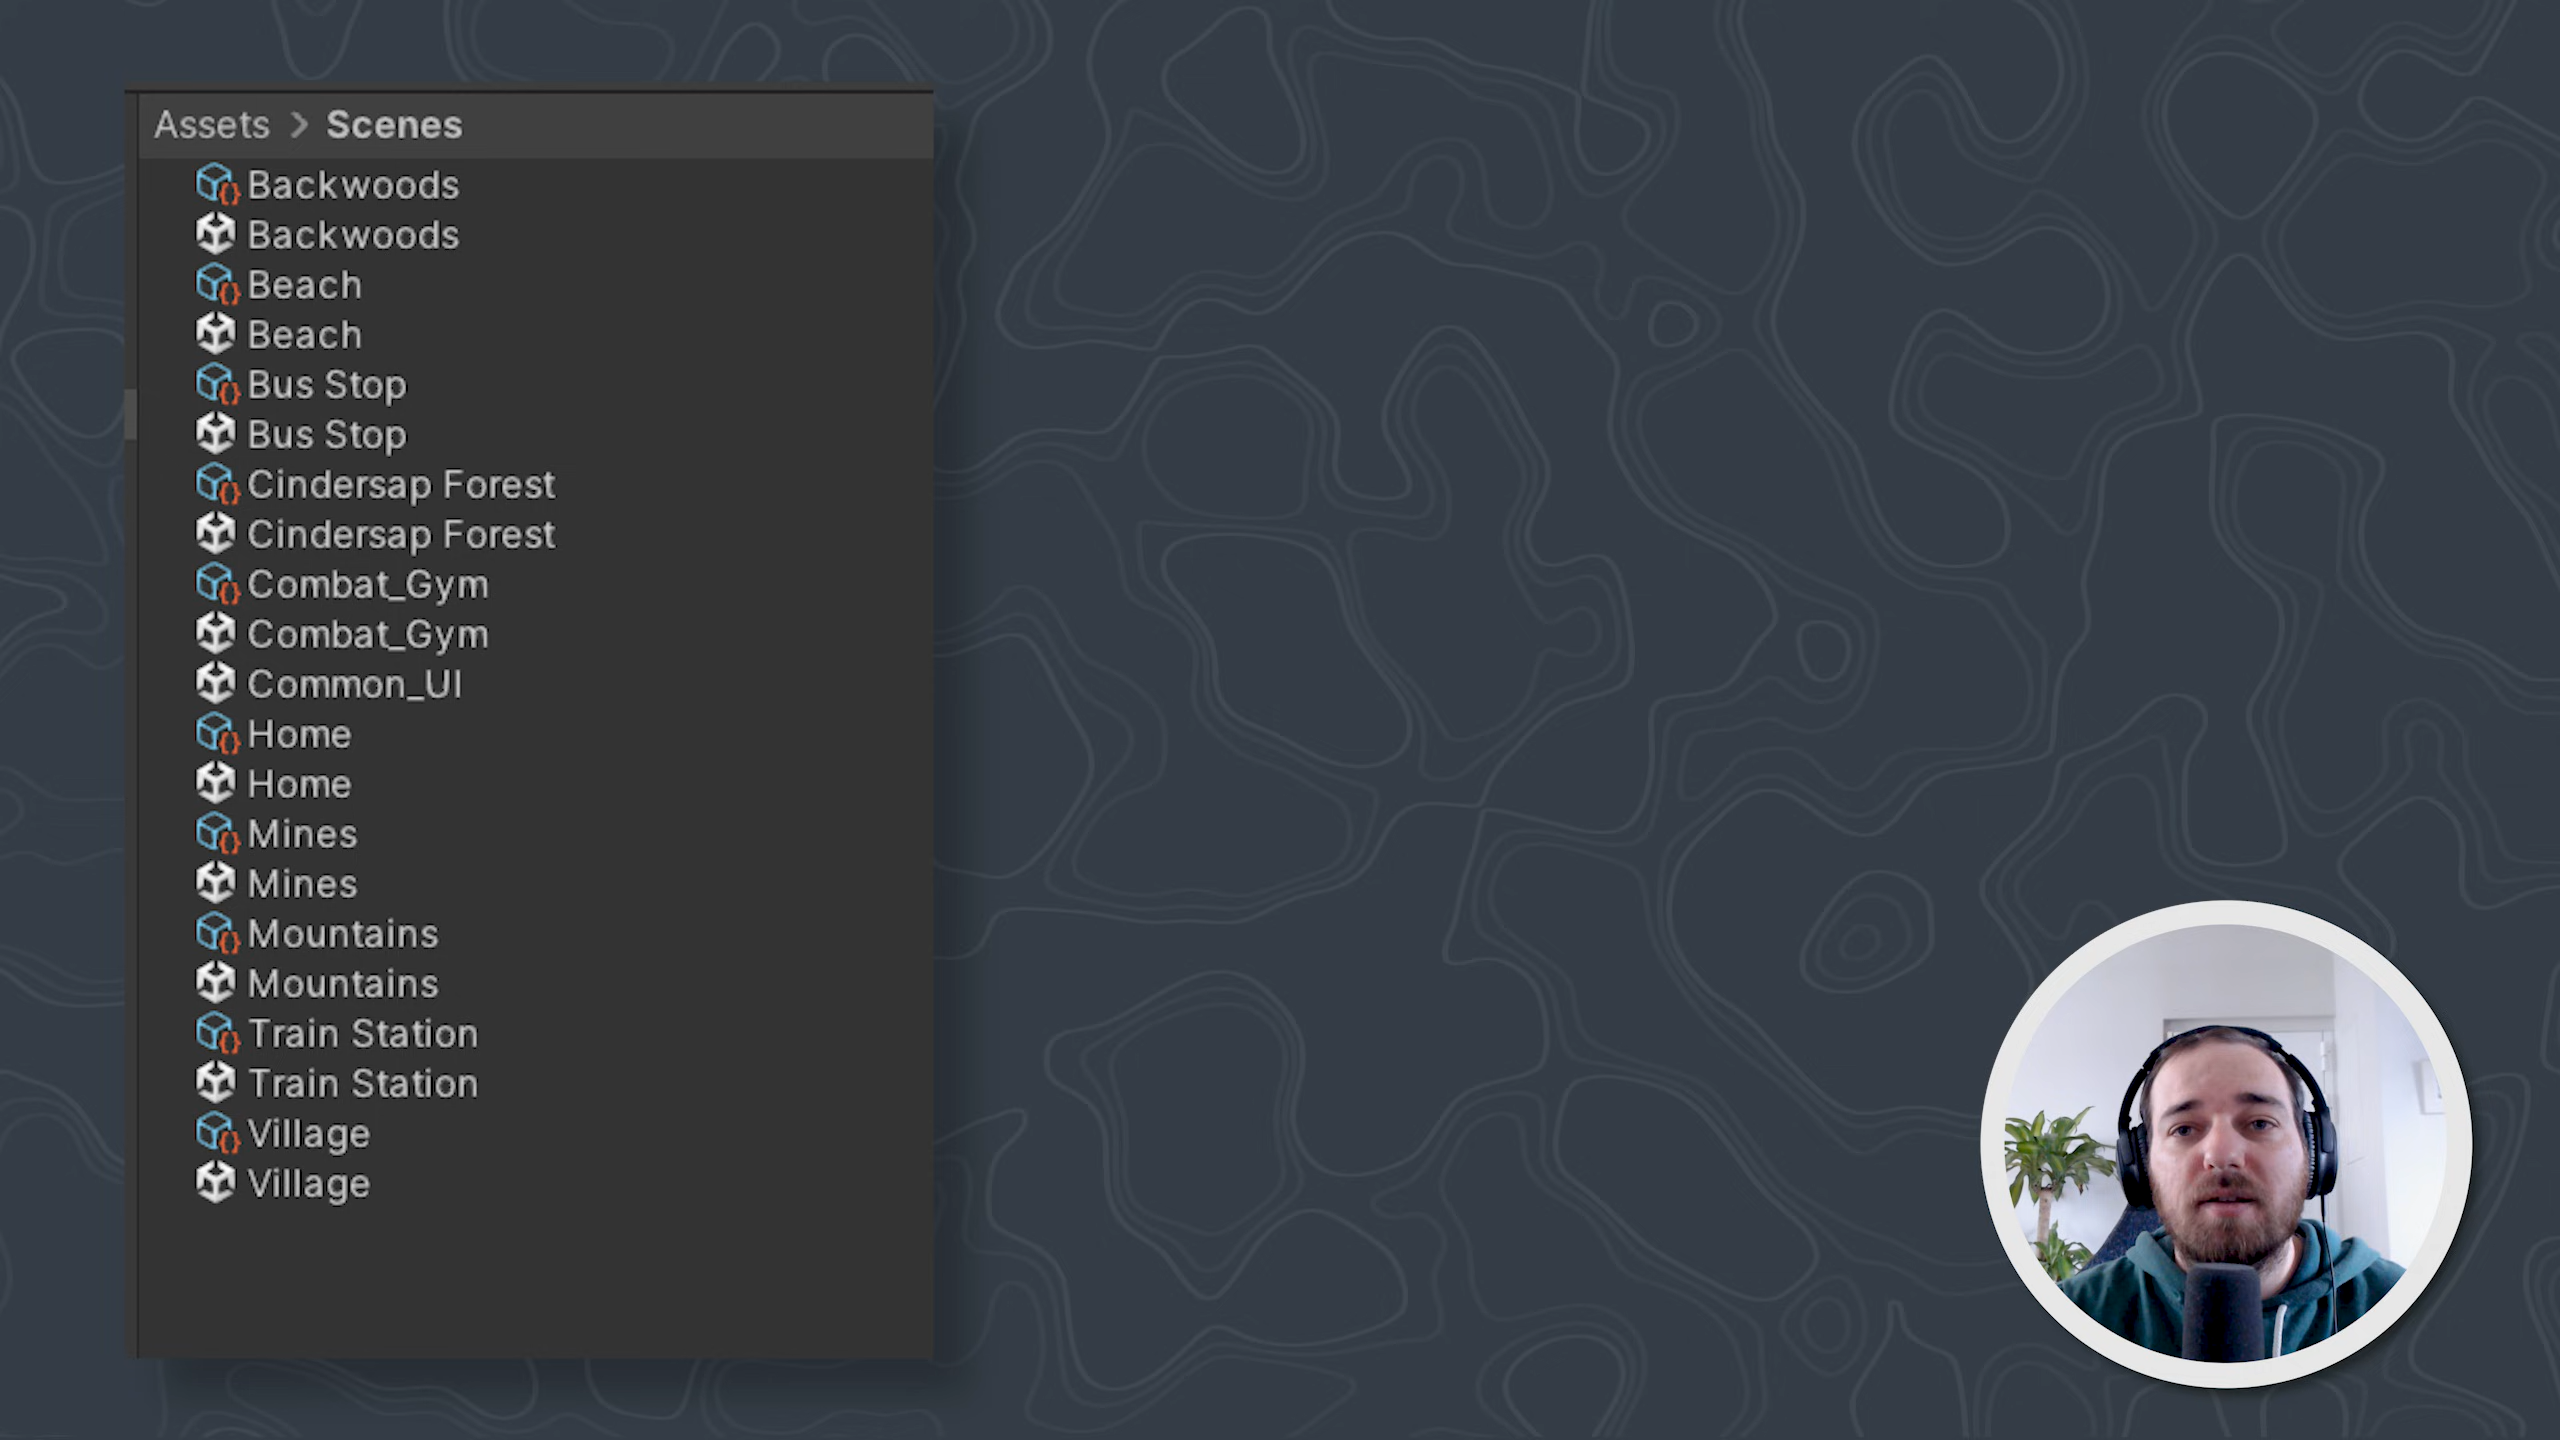 Assets > Scenes
Backwoods
Backwoods
Beach
Beach
Bus Stop
Bus Stop
Cindersap Forest
Cindersap Forest
Combat_Gym
Combat_Gym
Common_UI
Home
Home
Mines
Mines
Mountains
Mountains
Train Station
Train Station
Village
Village